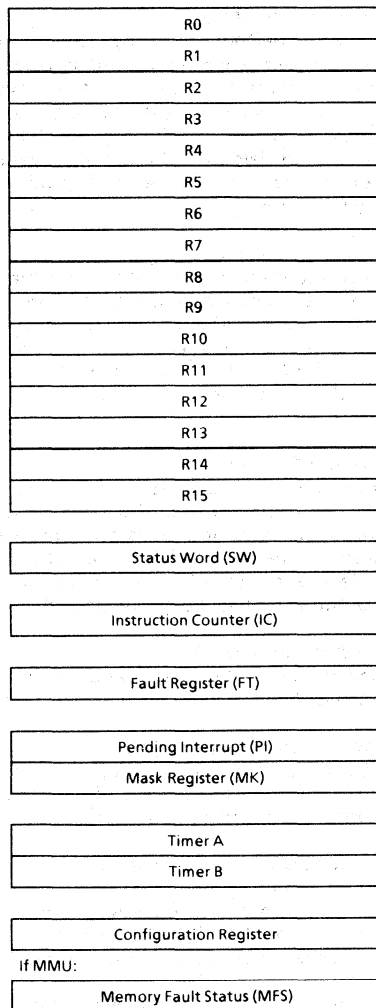 R0
R1
R2
R3
R4
R5
R6
R7
R8
R9
R10
R11
R12
R13
R14
R15
Status Word (SW)
Instruction Counter (IC)
Fault Register (FT)
Pending Interrupt (PI)
Mask Register (MK)
Timer A
Timer B
Configuration Register
If MMU:
Memory Fault Status (MFS)